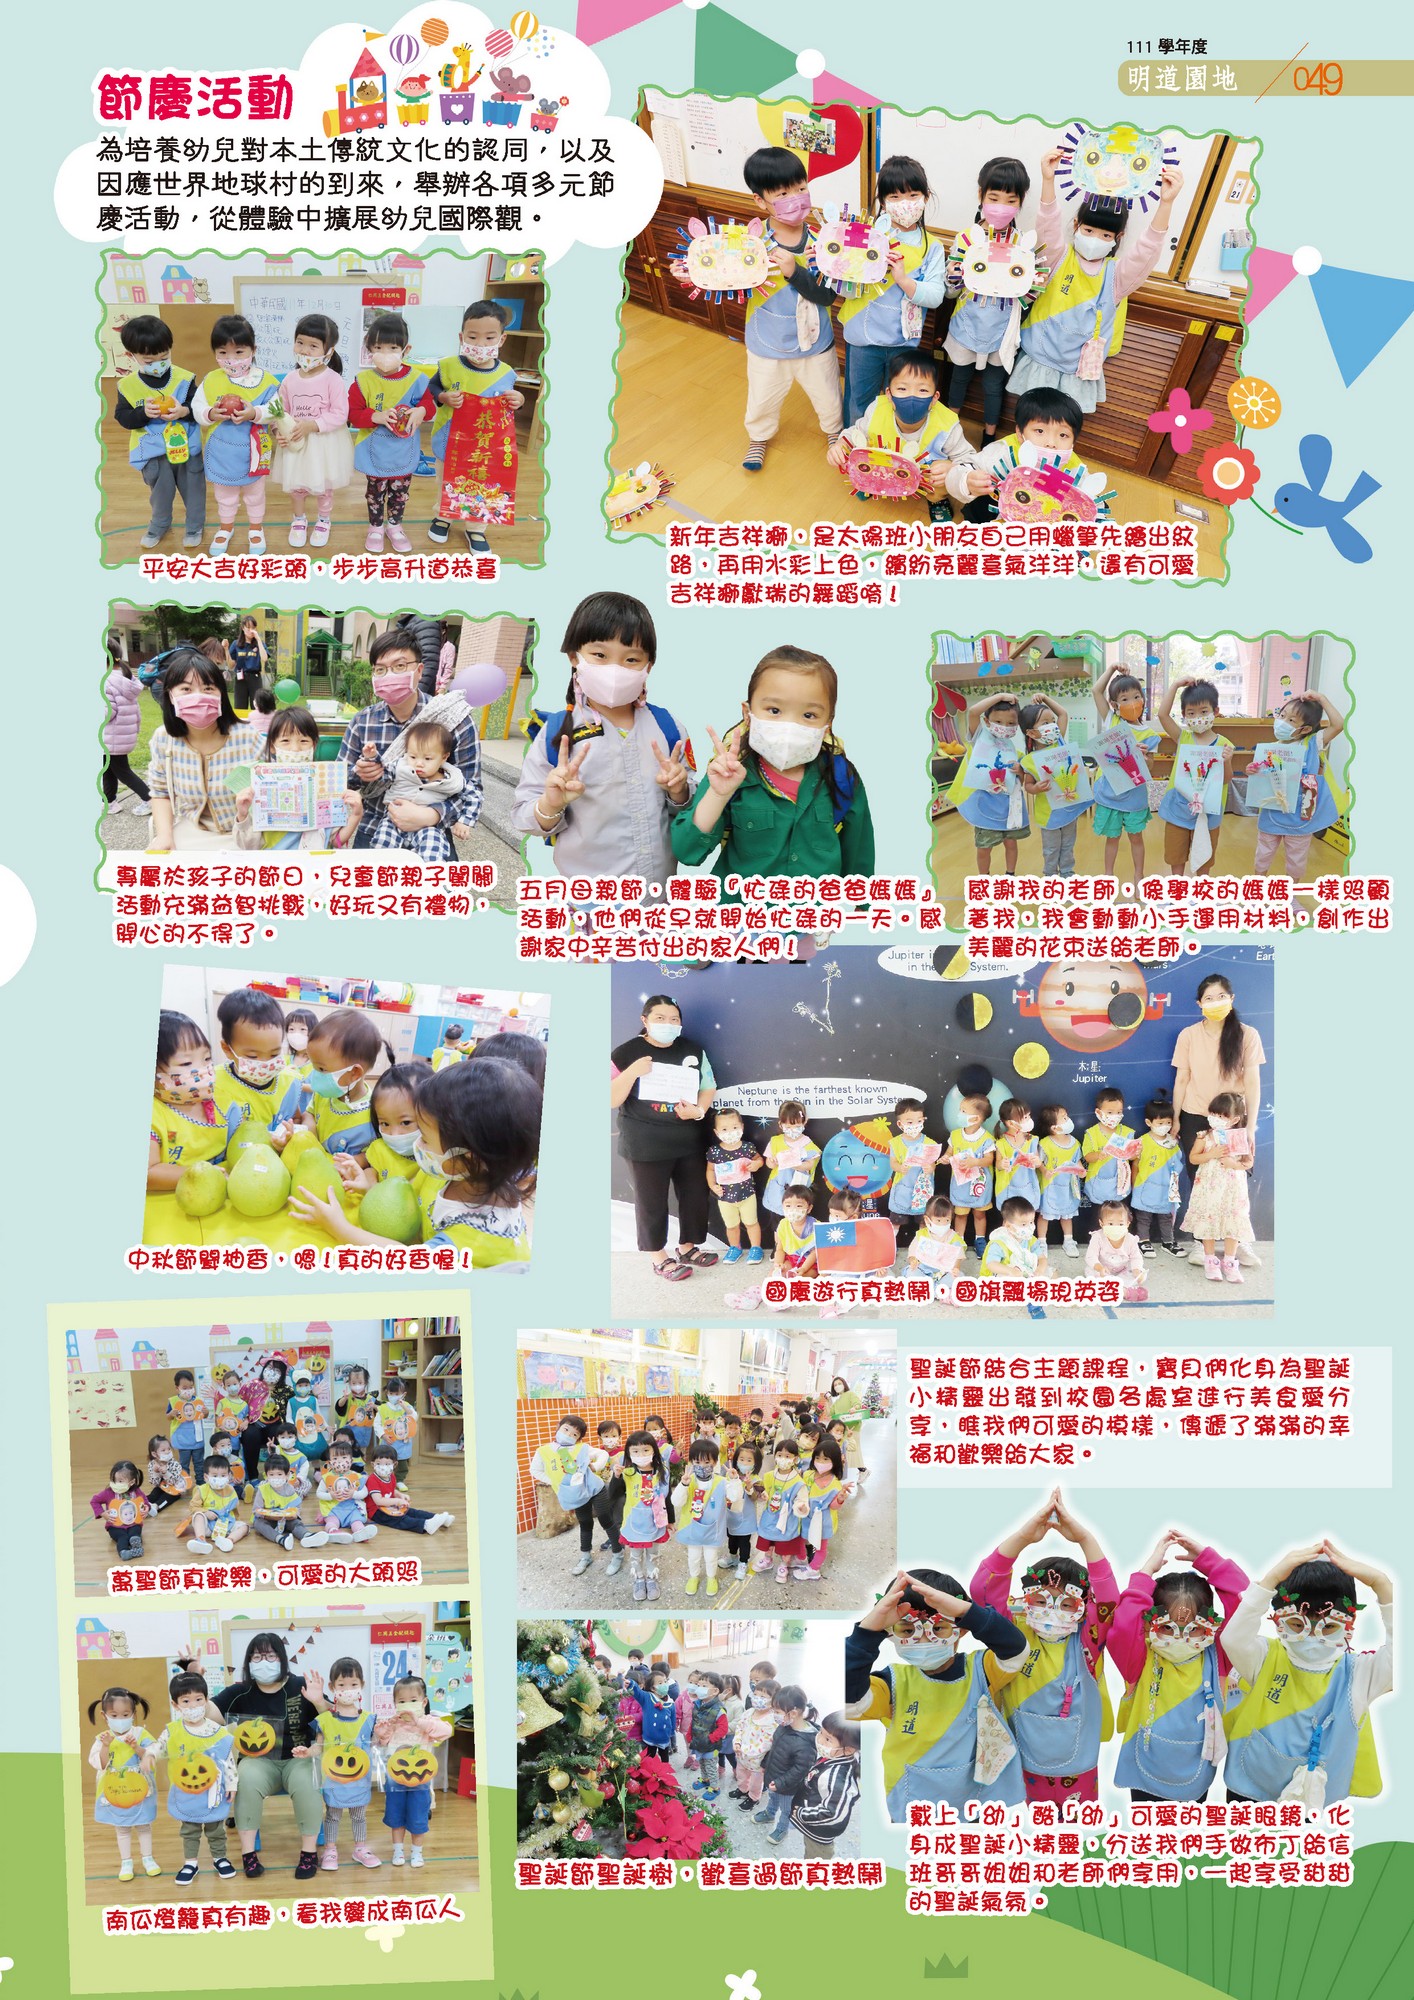 111 學年度
明道園地
049
節慶活動
為培養幼兒對本土傳統文化的認同，以及
因應世界地球村的到來，舉辦各項多元節
慶活動，從體驗中擴展幼兒國際觀。
恭賀新禧
平安大吉好彩頭，步步高升道恭喜
新年吉祥獅，是太陽班小朋友自己用蠟筆先繪出紋
路，再用水彩上色，繽紛亮麗喜氣洋洋，還有可愛
吉祥獅獻瑞的舞蹈唷！
專屬於孩子的節日，兒童節親子闖關
活動充滿益智挑戰，好玩又有禮物，
開心的不得了。
五月母親節，體驗『忙碌的爸爸媽媽』
活動，他們從早就開始忙碌的一天。感
謝家中辛苦付出的家人們！
感謝我的老師，像學校的媽媽一樣照顧
著我，我會動動小手運用材料，創作出
美麗的花束送給老師。
木星
Jupiter
Neptune is the farthest known
planet from the Sun in the Solar System
中秋節聞柚香，嗯！真的好香喔！
國慶遊行真熱鬧，國旗飄揚現英姿
聖誕節結合主題課程，寶貝們化身為聖誕
小精靈出發到校園各處室進行美食愛分
享，瞧我們可愛的模樣，傳遞了滿滿的幸
福和歡樂給大家。
萬聖節真歡樂，可愛的大頭照
24
南瓜燈籠真有趣，看我變成南瓜人
聖誕節聖誕樹，歡喜過節真熱鬧
明道
明道
明道
明道
戴上「幼」酷「幼」可愛的聖誕眼鏡，化
身成聖誕小精靈，分送我們手做布丁給信
班哥哥姐姐和老師們享用，一起享受甜甜
的聖誕氣氛。